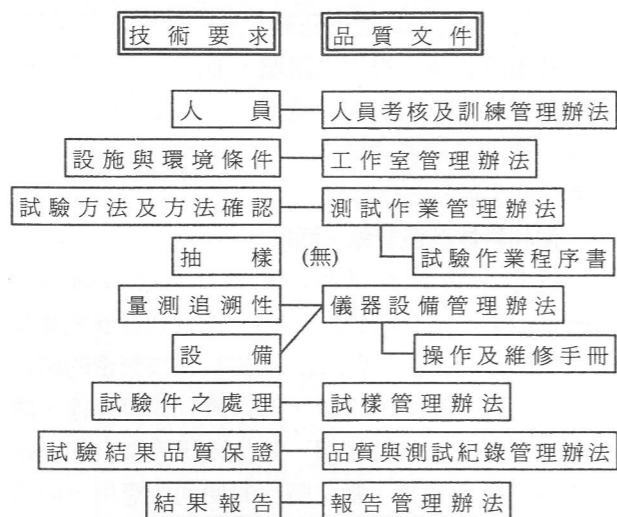 技術要求 品質文件
人員 人員考核及訓練管理辦法
設施與環境條件 工作室管理辦法
試驗方法及方法確認 測試作業管理辦法
試驗作業程序書
抽樣 (無)
量測追溯性 儀器設備管理辦法
設備
操作及維修手冊
試驗件之處理 試樣管理辦法
試驗結果品質保證 品質與測試紀錄管理辦法
結果報告 報告管理辦法